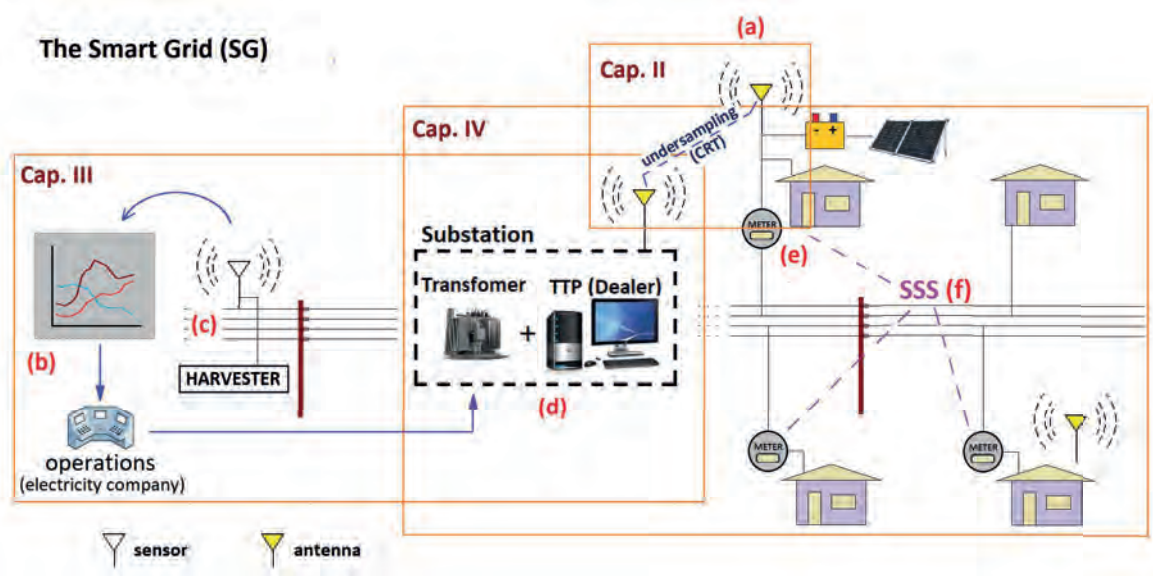 The Smart Grid (SG)
(a)
Cap. II
Cap. IV
undersampling
(CRT)
Cap. III
- +
METER
(e)
Substation
Transfomer
TTP (Dealer)
+
(d)
SSS (f)
(c)
(b)
HARVESTER
operations
(electricity company)
METER
METER
sensor
antenna